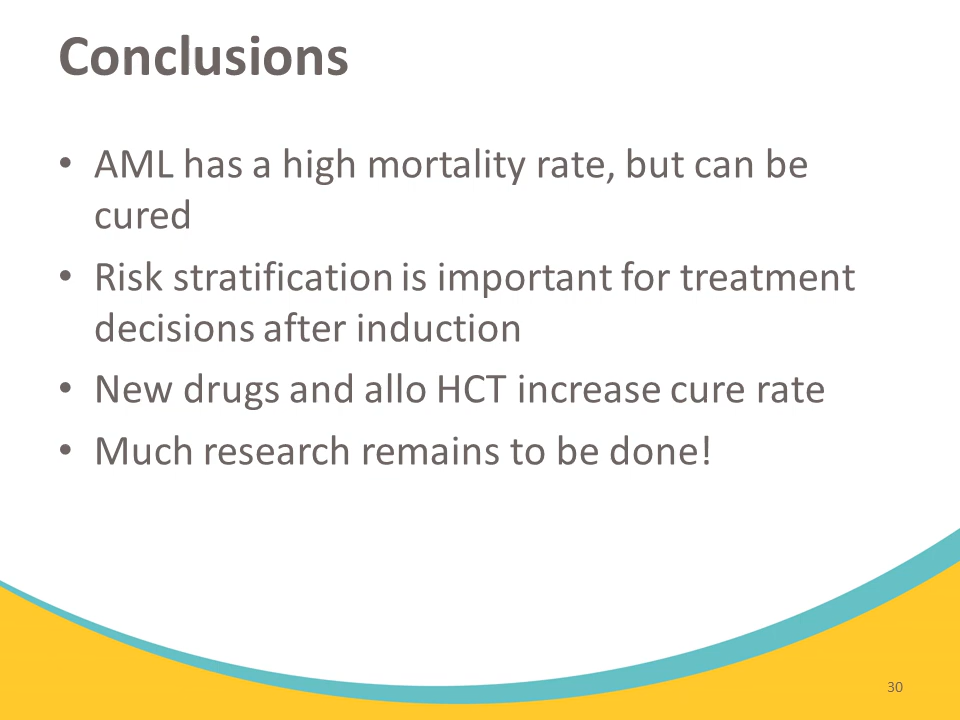 Conclusions
• AML has a high mortality rate, but can be
cured
• Risk stratification is important for treatment
decisions after induction
• New drugs and allo HCT increase cure rate
• Much research remains to be done!
30